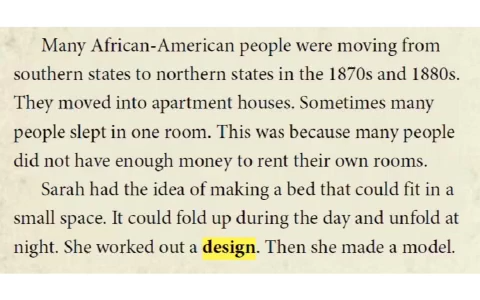 Many African-American people were moving from
southern states to northern states in the 1870s and 1880s.
They moved into apartment houses. Sometimes many
people slept in one room. This was because many people
did not have enough money to rent their own rooms.
Sarah had the idea of making a bed that could fit in a
small space. It could fold up during the day and unfold at
night. She worked out a design. Then she made a model.